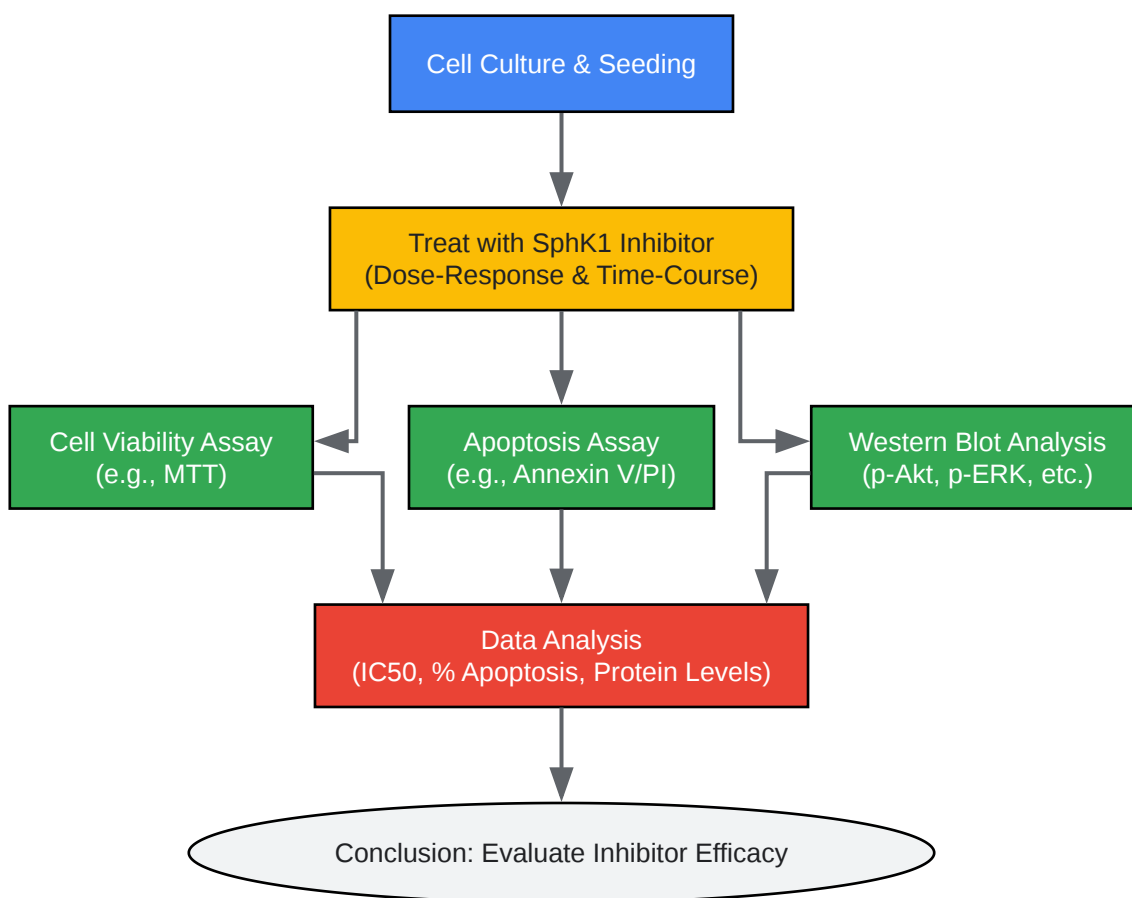 Cell Culture & Seeding
Treat with SphK1 Inhibitor
(Dose-Response & Time-Course)
Cell Viability Assay
(e.g., MTT)
Apoptosis Assay
(e.g., Annexin V/PI)
Western Blot Analysis
(p-Akt, p-ERK, etc.)
Data Analysis
(IC50, % Apoptosis, Protein Levels)
Conclusion: Evaluate Inhibitor Efficacy